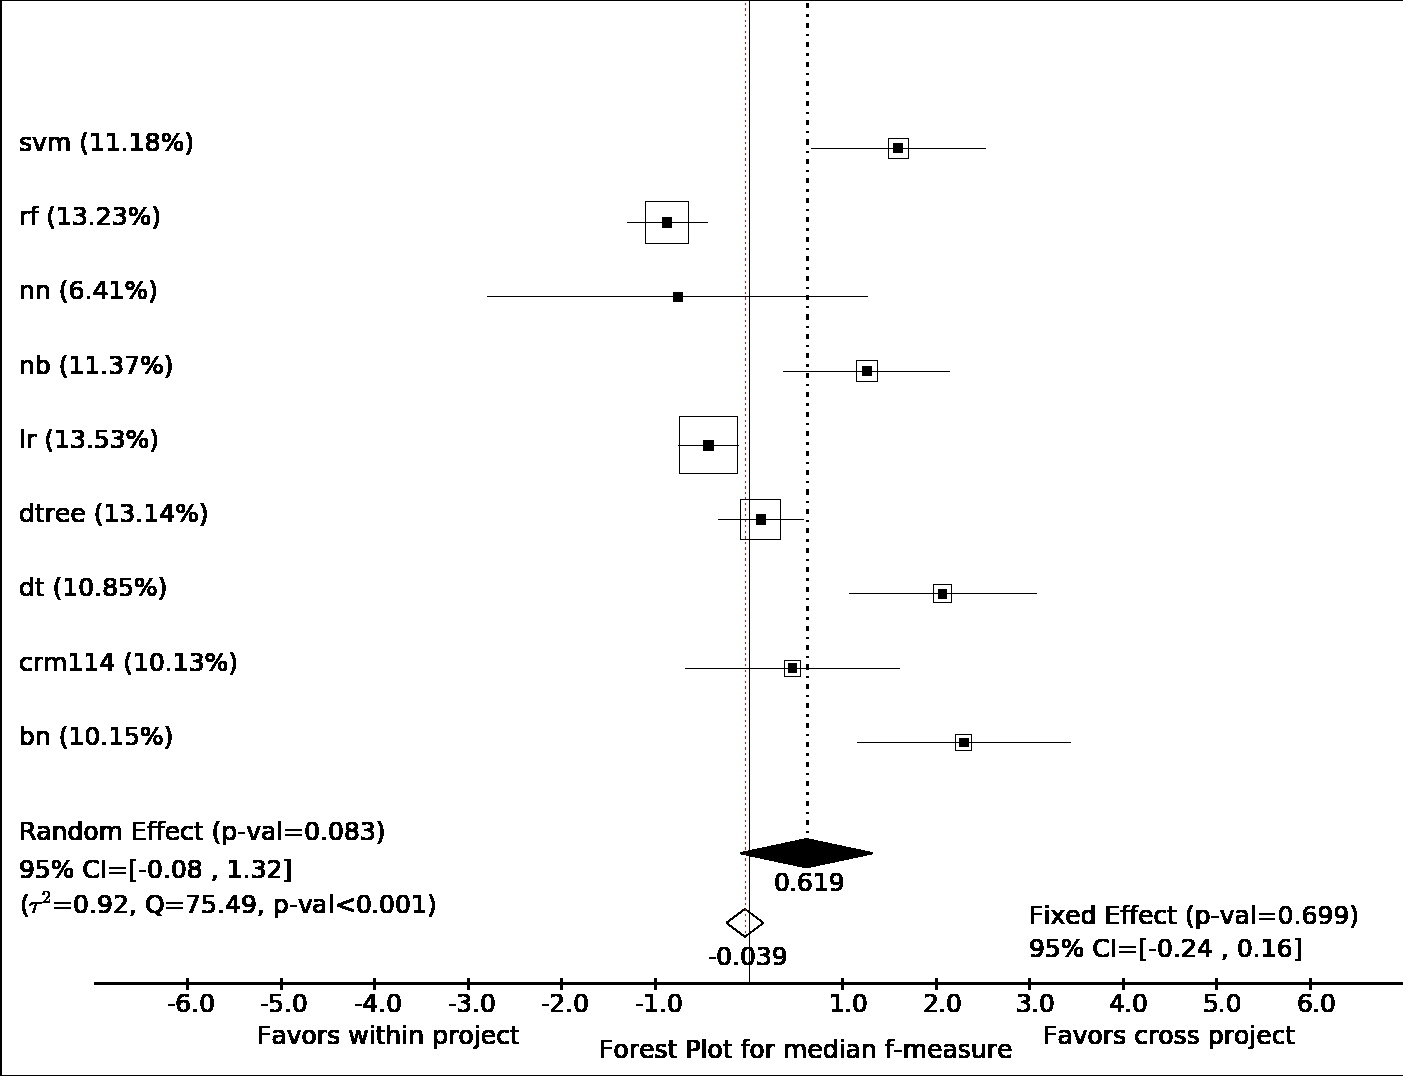 svm (11.18%)
rf (13.23%)
nn (6.41%)
nb (11.37%)
lr (13.53%)
dtree (13.14%)
dt (10.85%)
crm114 (10.13%)
bn (10.15%)
Random Effect (p-val=0.083)
95% CI=[-0.08 , 1.32]
(τ²=0.92, Q=75.49, p-val<0.001)
0.619
-0.039
Fixed Effect (p-val=0.699)
95% CI=[-0.24 , 0.16]
-6.0 -5.0 -4.0 -3.0 -2.0 -1.0 1.0 2.0 3.0 4.0 5.0 6.0
Favors within project
Favors cross project
Forest Plot for median f-measure